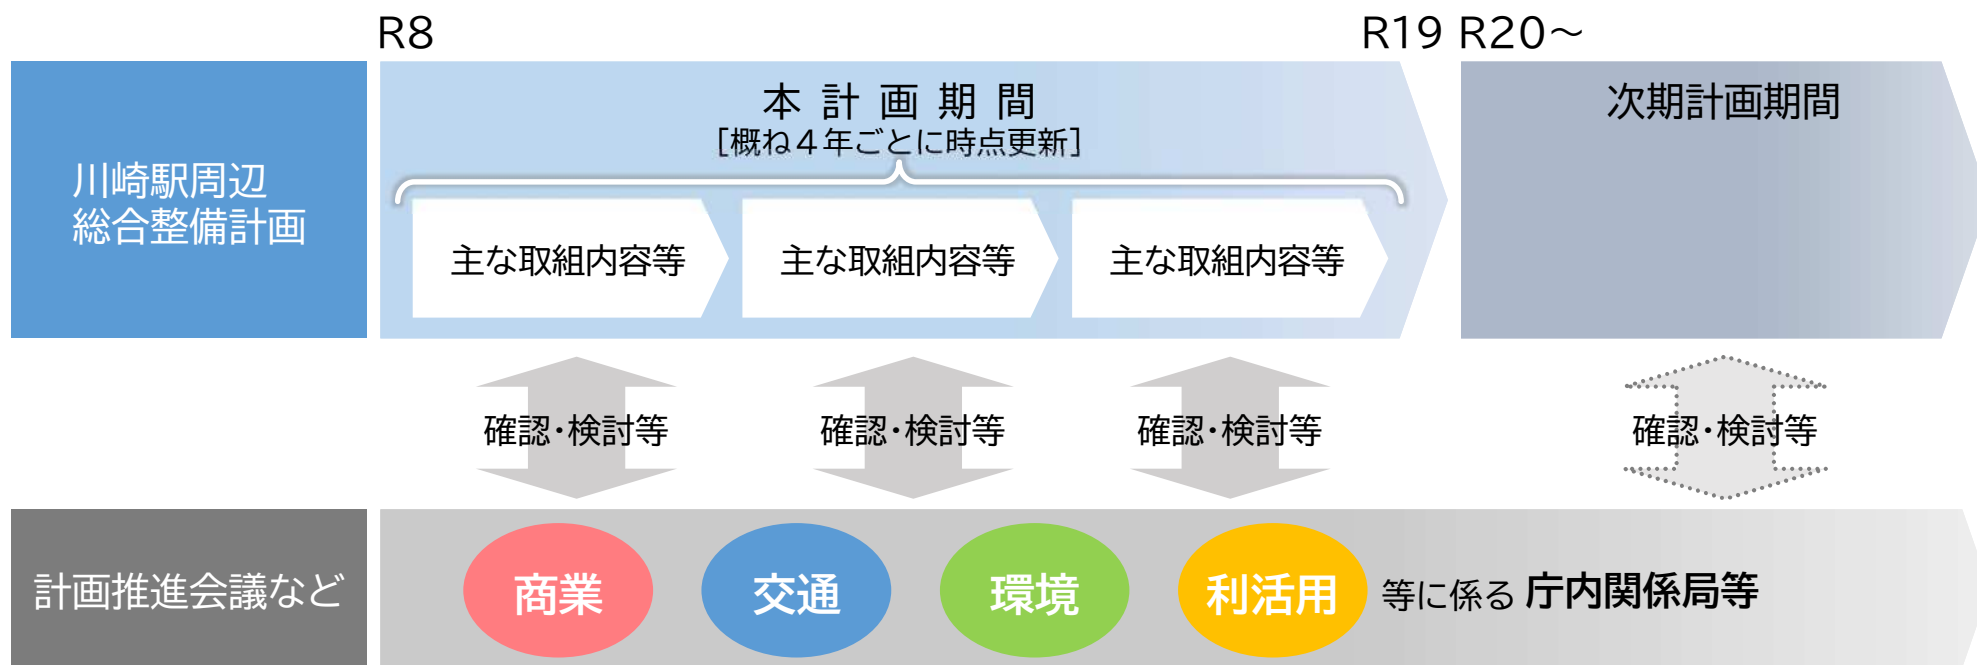 R8
R19 R20～
川崎駅周辺
総合整備計画
本計画期間
[概ね４年ごとに時点更新]
次期計画期間
主な取組内容等
主な取組内容等
主な取組内容等
確認・検討等
確認・検討等
確認・検討等
確認・検討等
計画推進会議など
商業
交通
環境
利活用
等に係る 庁内関係局等